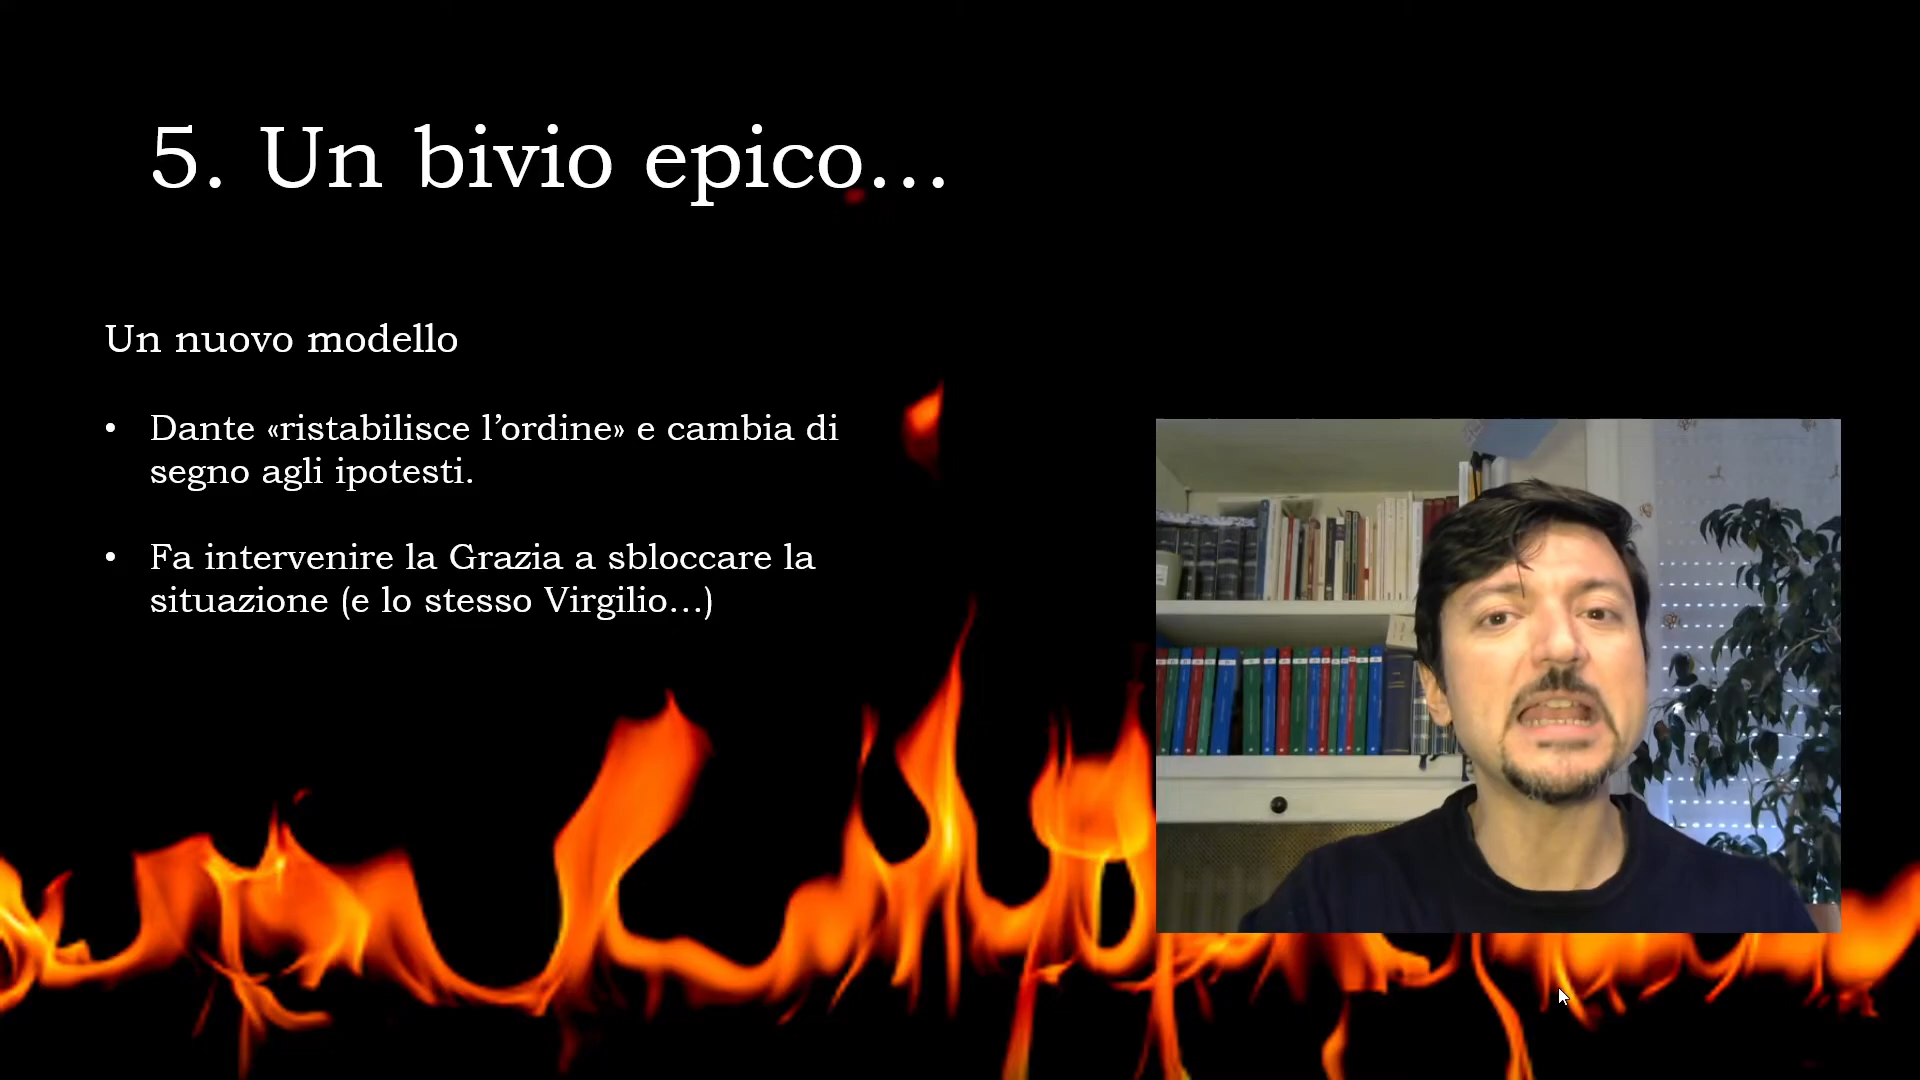 5. Un bivio epico…
Un nuovo modello
• Dante «ristabilisce l’ordine» e cambia di
segno agli ipotesti.
• Fa intervenire la Grazia a sbloccare la
situazione (e lo stesso Virgilio…)